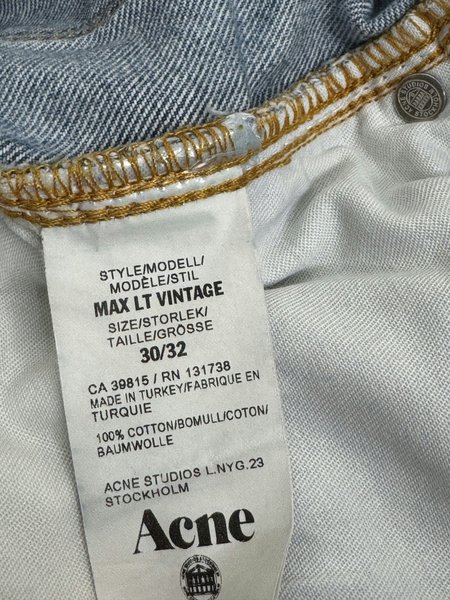 STUDIOS
STYLE/MODELL/
MODÈLE/STIL
MAX LT VINTAGE
SIZE/STORLEK/
TAILLE/GRÖSSE
30/32
CA 39815 / RN 131738
MADE IN TURKEY/FABRIQUE EN
TURQUIE
100% COTTON/BOMULL/COTON/
BAUMWOLLE
ACNE STUDIOS L.NYG.23
STOCKHOLM
Acne